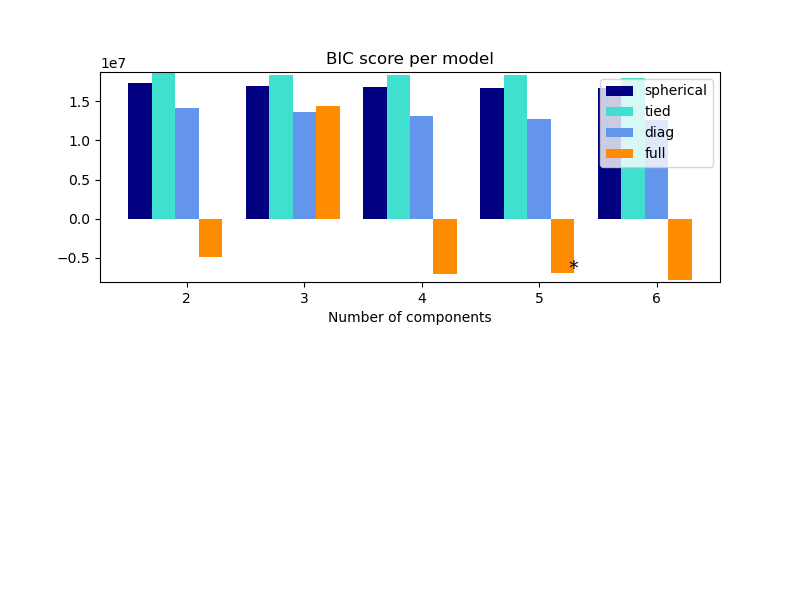 BIC score per model
1e7
1.5
1.0
0.5
0.0
−0.5
2 3 4 5 6
Number of components
spherical
tied
diag
full
*